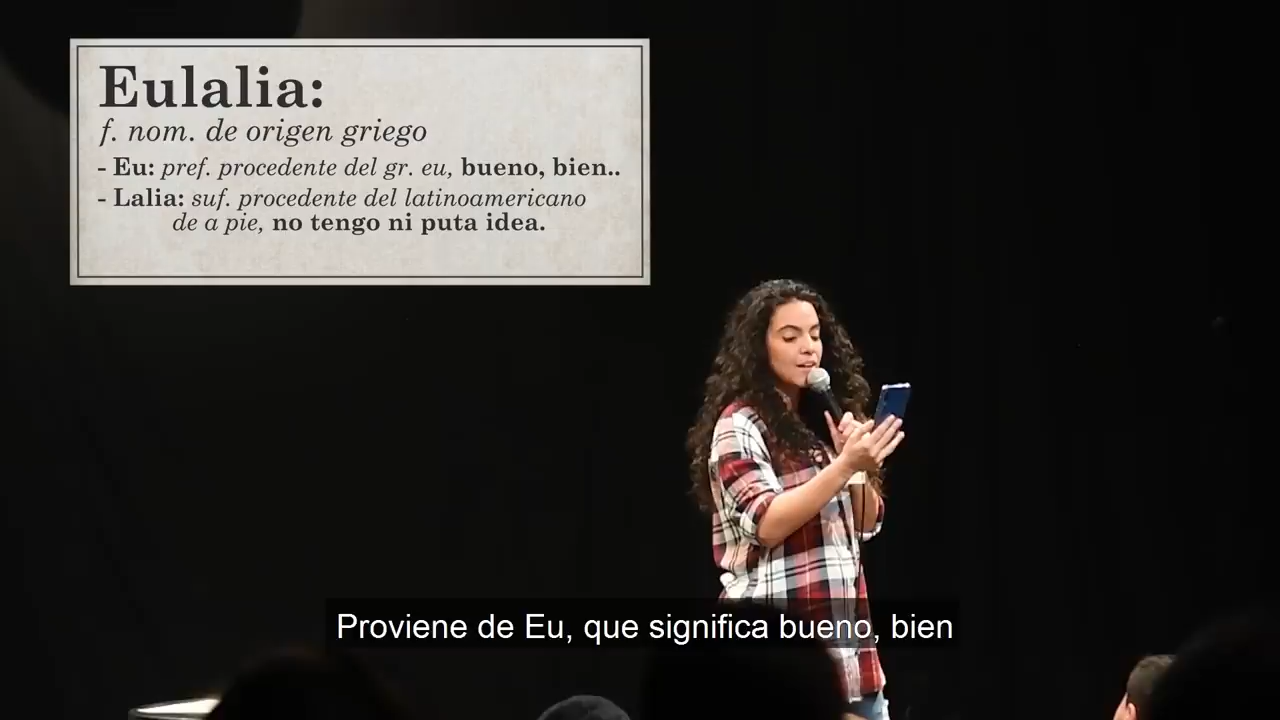 Eulalia:
f. nom. de origen griego
- Eu: pref. procedente del gr. eu, bueno, bien..
- Lalia: suf. procedente del latinoamericano
de a pie, no tengo ni puta idea.
Proviene de Eu, que significa bueno, bien